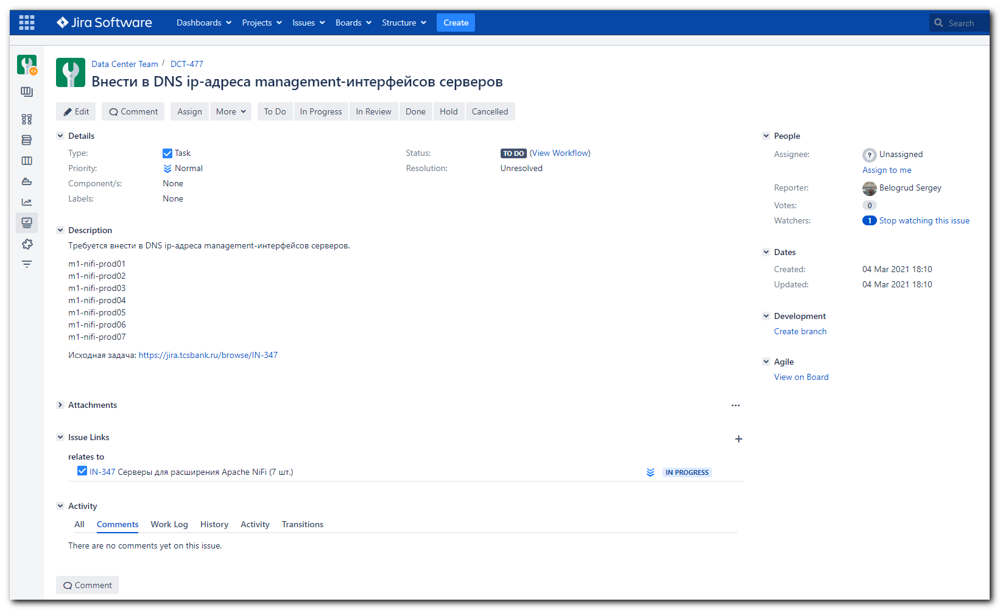 Jira Software Dashboards Projects Issues Boards Structure Create Search
Data Center Team / DCT-477
Внести в DNS ip-адреса management-интерфейсов серверов
Edit Comment Assign More To Do In Progress In Review Done Hold Cancelled
Details
Type: Task
Priority: Normal
Component/s: None
Labels: None
Status: TO DO (View Workflow)
Resolution: Unresolved
Description
Требуется внести в DNS ip-адреса management-интерфейсов серверов.
m1-nifi-prod01
m1-nifi-prod02
m1-nifi-prod03
m1-nifi-prod04
m1-nifi-prod05
m1-nifi-prod06
m1-nifi-prod07
Исходная задача: https://jira.tcsbank.ru/browse/IN-347
Attachments
Issue Links
relates to
IN-347 Серверы для расширения Apache NiFi (7 шт.) IN PROGRESS
Activity
All Comments Work Log History Activity Transitions
There are no comments yet on this issue.
Comment
People
Assignee: ? Unassigned
Assign to me
Reporter: Belogrud Sergey
Votes: 0
Watchers: 1 Stop watching this issue
Dates
Created: 04 Mar 2021 18:10
Updated: 04 Mar 2021 18:10
Development
Create branch
Agile
View on Board